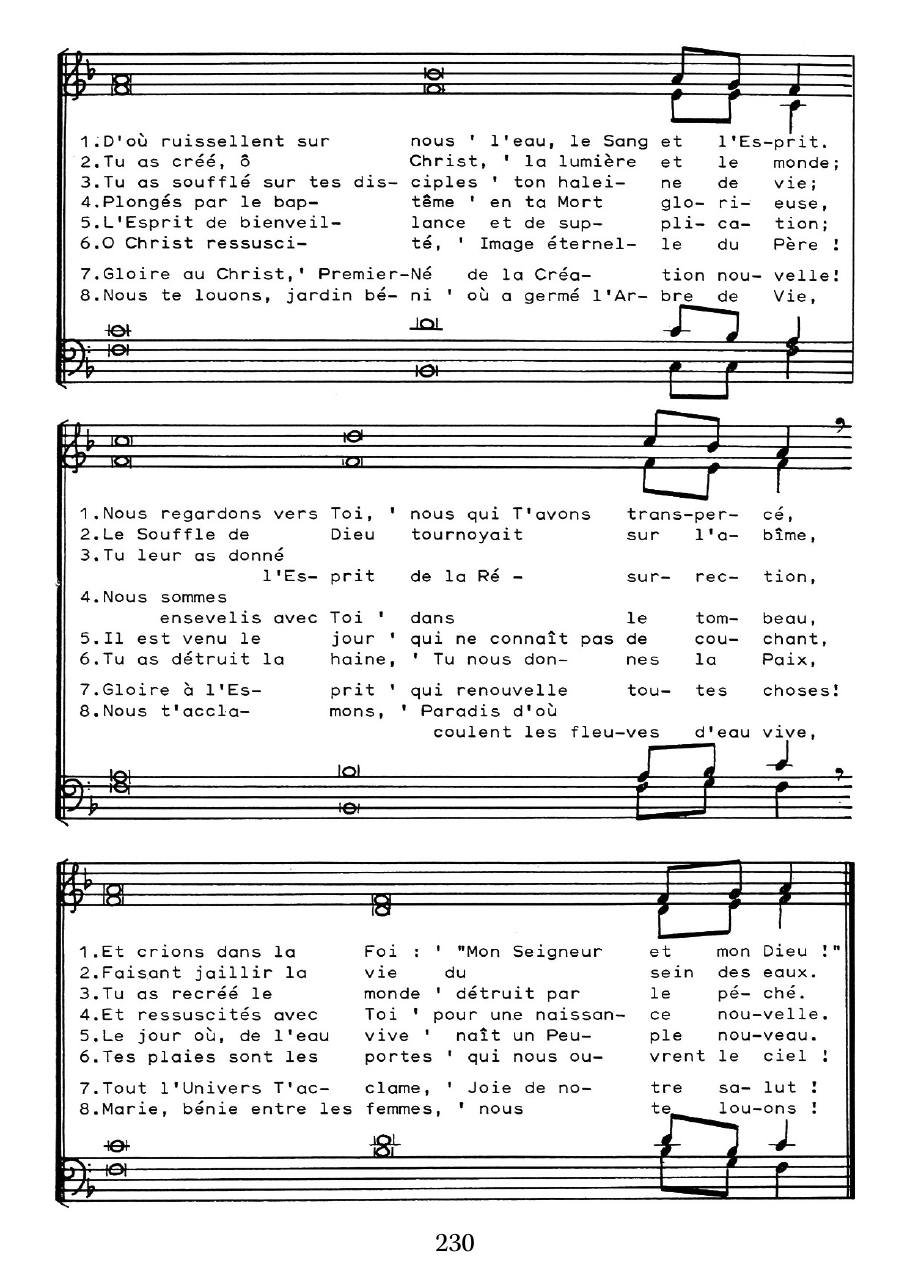 1.D'où ruissellent sur nous ' l'eau, le Sang et l'Es-prit.
2.Tu as créé, ô Christ, ' la lumière et le monde;
3.Tu as soufflé sur tes dis- ciples ' ton halei- ne de vie;
4.Plongés par le bap- tême ' en ta Mort glo- ri- euse,
5.L'Esprit de bienveil- lance et de sup- pli- ca- tion;
6.O Christ ressusci- té, ' Image éternel- le du Père !
7.Gloire au Christ,' Premier-Né de la Créa- tion nou- velle!
8.Nous te louons, jardin bé- ni ' où a germé l'Ar- bre de Vie,
1.Nous regardons vers Toi, ' nous qui T'avons trans-per- cé,
2.Le Souffle de Dieu tournoyait sur l'a- bîme,
3.Tu leur as donné
l'Es- prit de la Ré - sur- rec- tion,
4.Nous sommes
ensevelis avec Toi ' dans le tom- beau,
5.Il est venu le jour ' qui ne connaît pas de cou- chant,
6.Tu as détruit la haine, ' Tu nous don- nes la Paix,
7.Gloire à l'Es- prit ' qui renouvelle tou- tes choses!
8.Nous t'accla- mons, ' Paradis d'où
coulent les fleu-ves d'eau vive,
1.Et crions dans la Foi : ' "Mon Seigneur et mon Dieu !"
2.Faisant jaillir la vie du sein des eaux.
3.Tu as recréé le monde ' détruit par le pé- ché.
4.Et ressuscités avec Toi ' pour une naissan- ce nou-velle.
5.Le jour où, de l'eau vive ' naît un Peu- ple nou-veau.
6.Tes plaies sont les portes ' qui nous ou- vrent le ciel !
7.Tout l'Univers T'ac- clame, ' Joie de no- tre sa- lut !
8.Marie, bénie entre les femmes, ' nous te lou-ons !
230